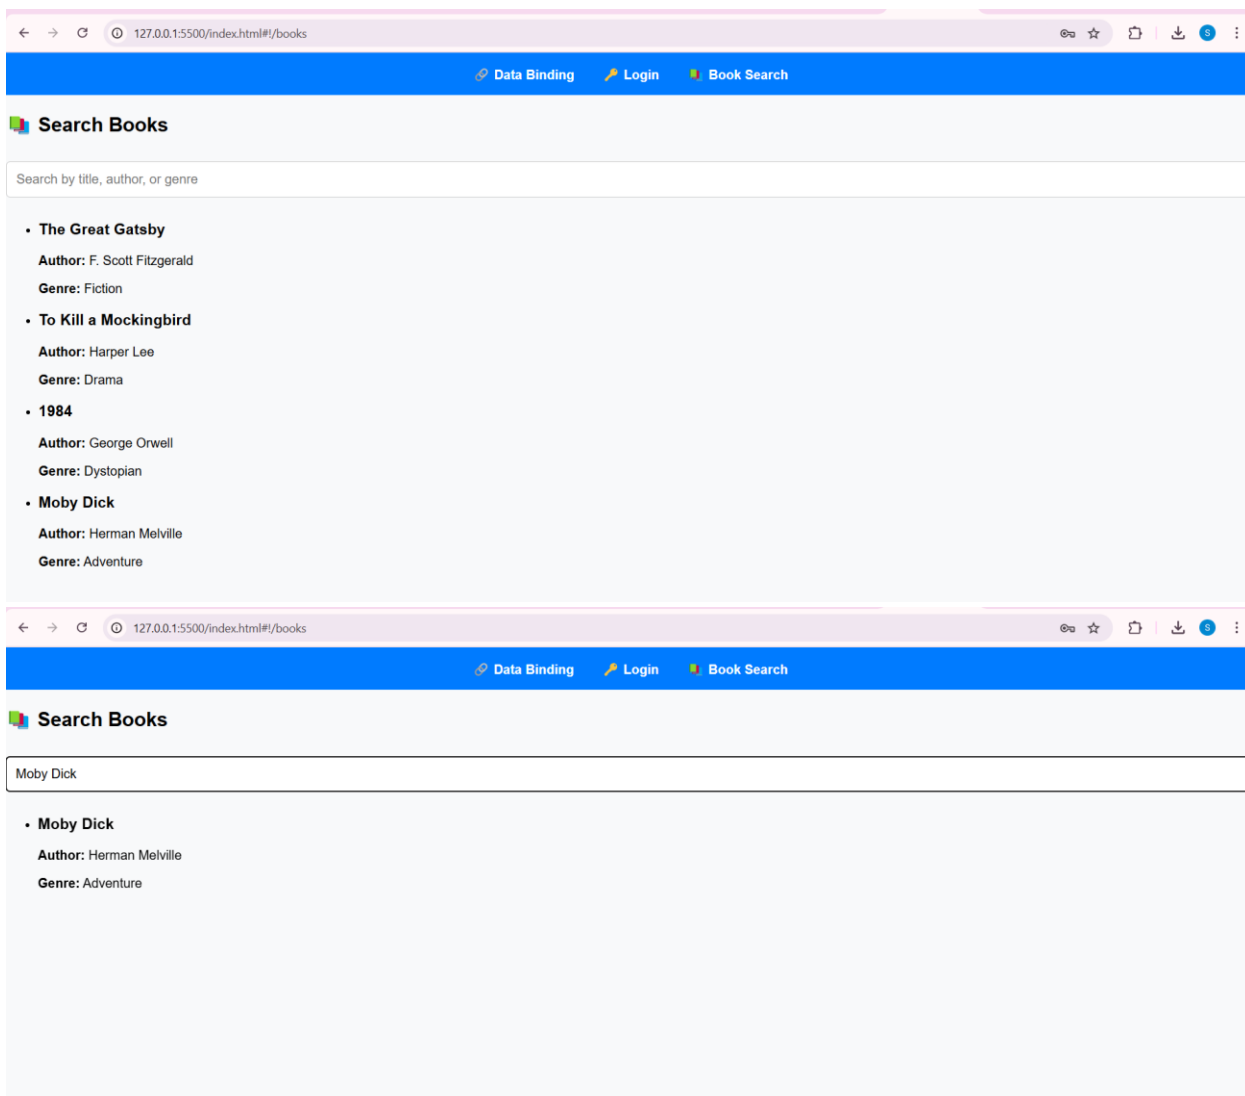 127.0.0.1:5500/index.html#!/books
S
Data Binding Login Book Search
Search Books
Search by title, author, or genre
• The Great Gatsby
Author: F. Scott Fitzgerald
Genre: Fiction
• To Kill a Mockingbird
Author: Harper Lee
Genre: Drama
• 1984
Author: George Orwell
Genre: Dystopian
• Moby Dick
Author: Herman Melville
Genre: Adventure
127.0.0.1:5500/index.html#!/books
S
Data Binding Login Book Search
Search Books
Moby Dick
• Moby Dick
Author: Herman Melville
Genre: Adventure